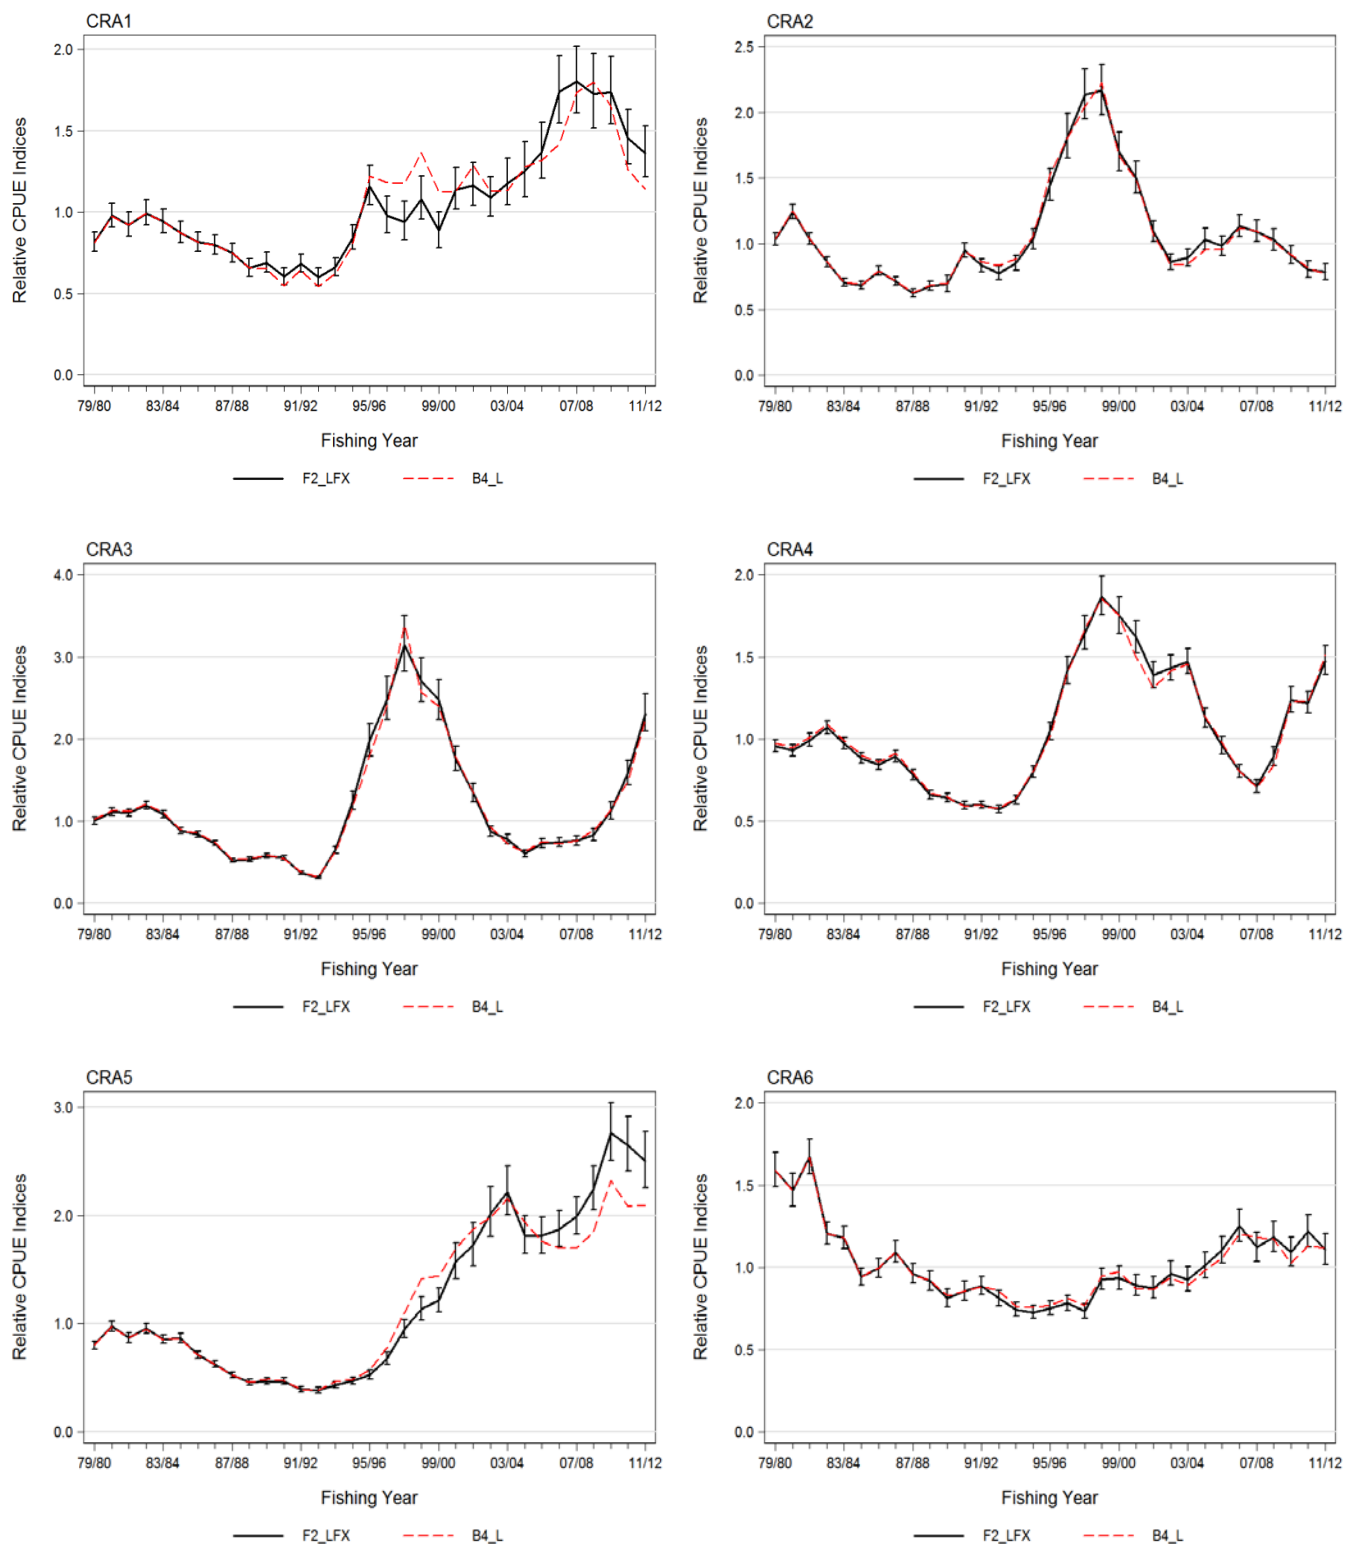 CRA1
Relative CPUE Indices
2.0
1.5
1.0
0.5
0.0
79/80 83/84 87/88 91/92 95/96 99/00 03/04 07/08 11/12
Fishing Year
F2_LFX B4_L
CRA2
Relative CPUE Indices
2.5
2.0
1.5
1.0
0.5
0.0
79/80 83/84 87/88 91/92 95/96 99/00 03/04 07/08 11/12
Fishing Year
F2_LFX B4_L
CRA3
Relative CPUE Indices
4.0
3.0
2.0
1.0
0.0
79/80 83/84 87/88 91/92 95/96 99/00 03/04 07/08 11/12
Fishing Year
F2_LFX B4_L
CRA4
Relative CPUE Indices
2.0
1.5
1.0
0.5
0.0
79/80 83/84 87/88 91/92 95/96 99/00 03/04 07/08 11/12
Fishing Year
F2_LFX B4_L
CRA5
Relative CPUE Indices
3.0
2.0
1.0
0.0
79/80 83/84 87/88 91/92 95/96 99/00 03/04 07/08 11/12
Fishing Year
F2_LFX B4_L
CRA6
Relative CPUE Indices
2.0
1.5
1.0
0.5
0.0
79/80 83/84 87/88 91/92 95/96 99/00 03/04 07/08 11/12
Fishing Year
F2_LFX B4_L